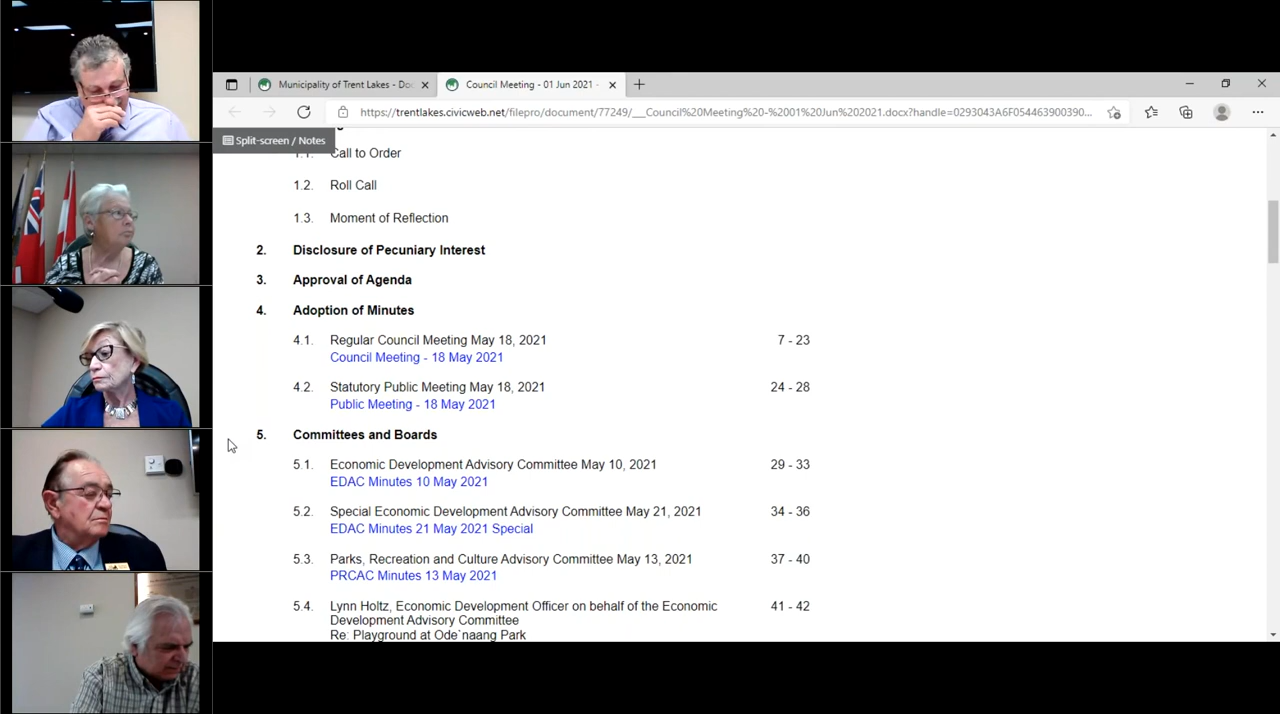 Municipality of Trent Lakes - Doc
Council Meeting - 01 Jun 2021 -
https://trentlakes.civicweb.net/filepro/document/77249/__Council%20Meeting%20-%2001%20Jun%202021.docx?handle=0293043A6F054463900390...
Split-screen / Notes
1.1. Call to Order
1.2. Roll Call
1.3. Moment of Reflection
2. Disclosure of Pecuniary Interest
3. Approval of Agenda
4. Adoption of Minutes
4.1. Regular Council Meeting May 18, 2021 7 - 23
Council Meeting - 18 May 2021
4.2. Statutory Public Meeting May 18, 2021 24 - 28
Public Meeting - 18 May 2021
5. Committees and Boards
5.1. Economic Development Advisory Committee May 10, 2021 29 - 33
EDAC Minutes 10 May 2021
5.2. Special Economic Development Advisory Committee May 21, 2021 34 - 36
EDAC Minutes 21 May 2021 Special
5.3. Parks, Recreation and Culture Advisory Committee May 13, 2021 37 - 40
PRCAC Minutes 13 May 2021
5.4. Lynn Holtz, Economic Development Officer on behalf of the Economic 41 - 42
Development Advisory Committee
Re: Playground at Ode`naang Park